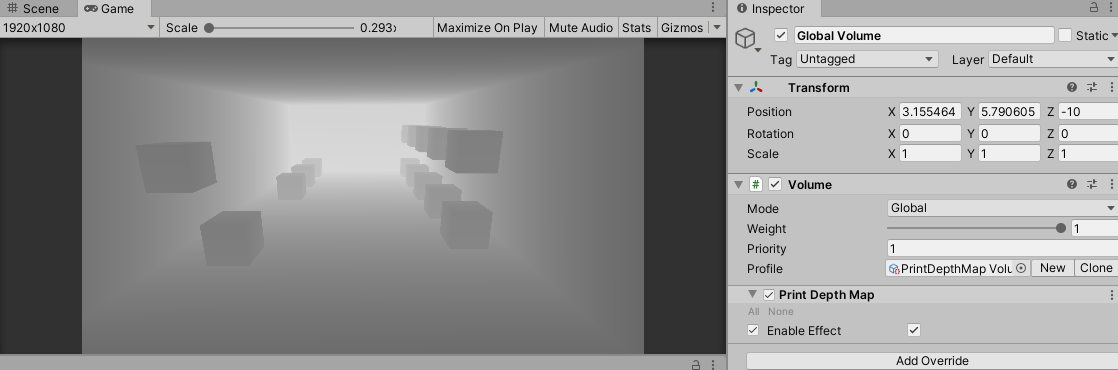 Scene Game
1920x1080 Scale 0.293 Maximize On Play Mute Audio Stats Gizmos
Inspector
Global Volume Static
Tag Untagged Layer Default
Transform
Position X 3.155464 Y 5.790605 Z -10
Rotation X 0 Y 0 Z 0
Scale X 1 Y 1 Z 1
# Volume
Mode Global
Weight 1
Priority 1
Profile PrintDepthMap Volu New Clone
Print Depth Map
All None
Enable Effect
Add Override